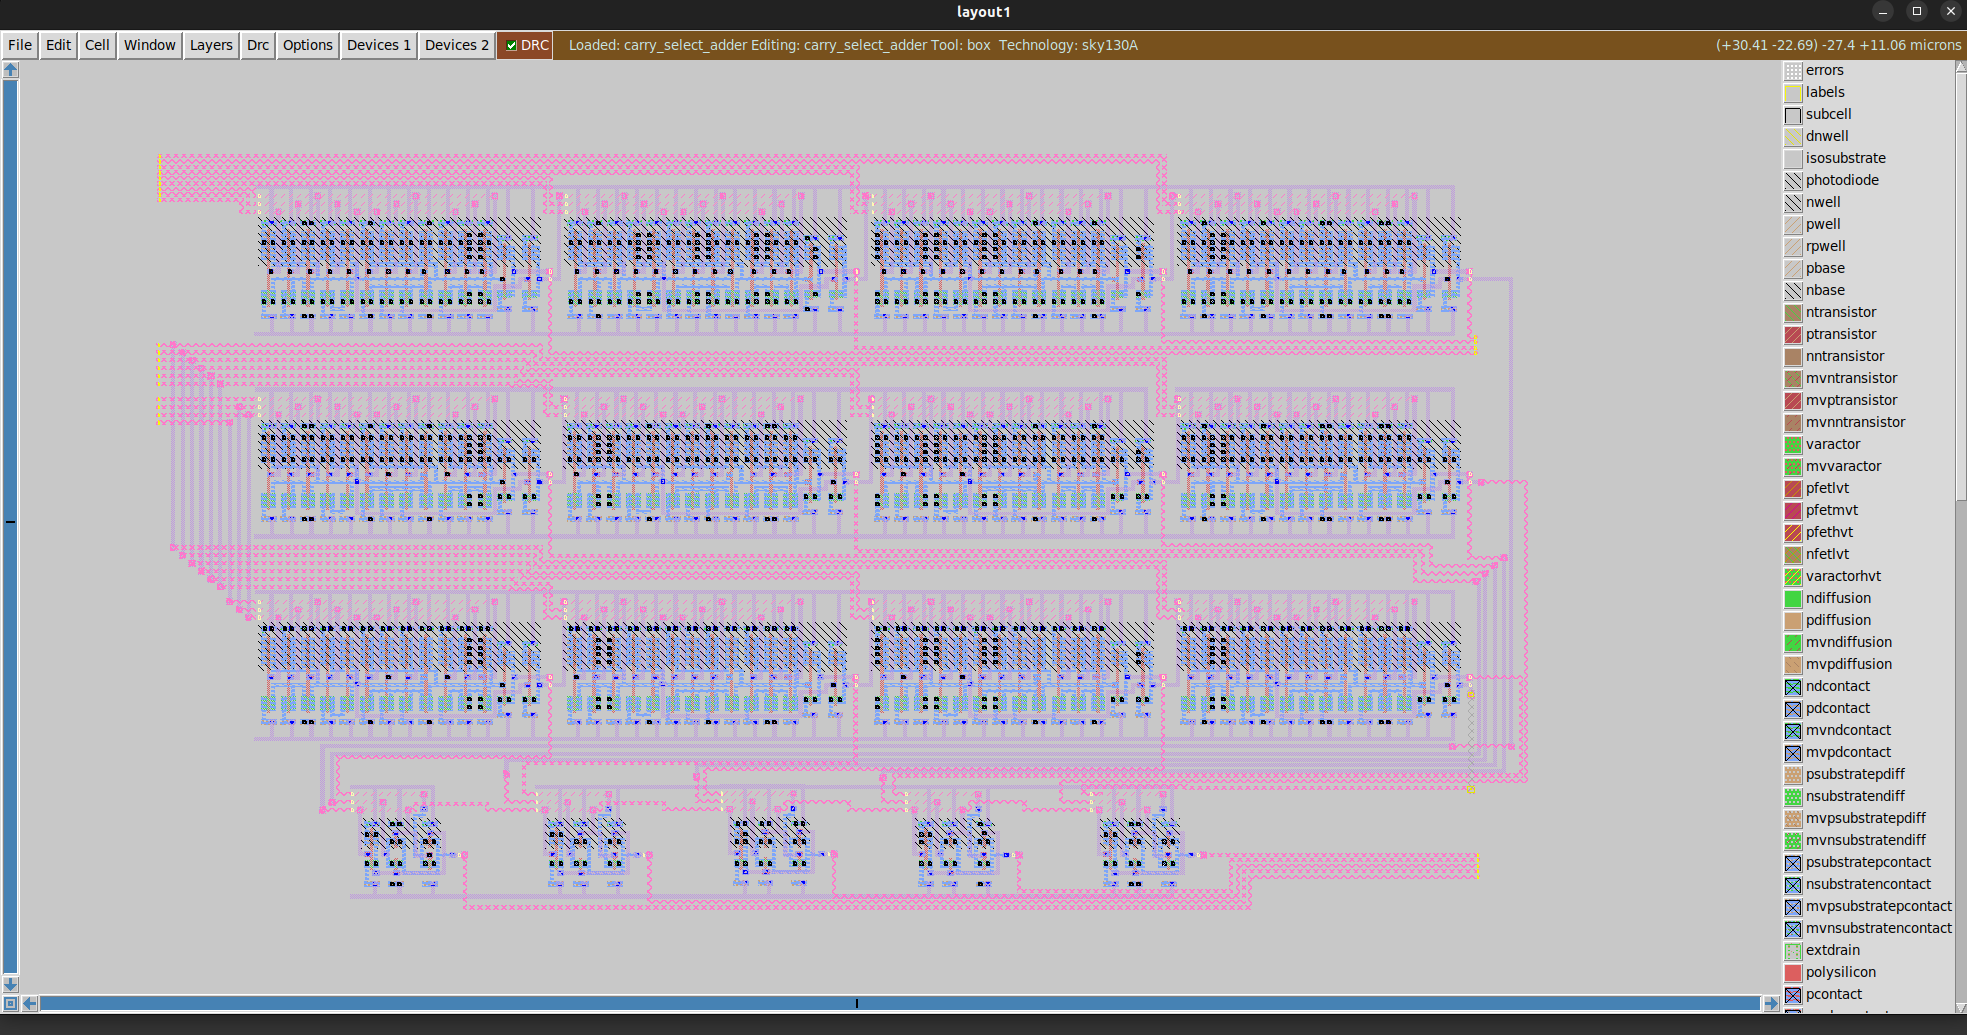 layout1
File Edit Cell Window Layers Drc Options Devices 1 Devices 2 DRC Loaded: carry_select_adder Editing: carry_select_adder Tool: box Technology: sky130A (+30.41 -22.69) -27.4 +11.06 microns
errors
labels
subcell
dnwell
isosubstrate
photodiode
nwell
pwell
rpwell
pbase
nbase
ntransistor
ptransistor
nntransistor
mvntransistor
mvptransistor
mvnntransistor
varactor
mvvaractor
pfetlvt
pfetmvt
pfethvt
nfetlvt
varactorhvt
ndiffusion
pdiffusion
mvndiffusion
mvpdiffusion
ndcontact
pdcontact
mvndcontact
mvpdcontact
psubstratepdiff
nsubstratendiff
mvpsubstratepdiff
mvnsubstratendiff
psubstratepcontact
nsubstratencontact
mvpsubstratepcontact
mvnsubstratencontact
extdrain
polysilicon
pcontact